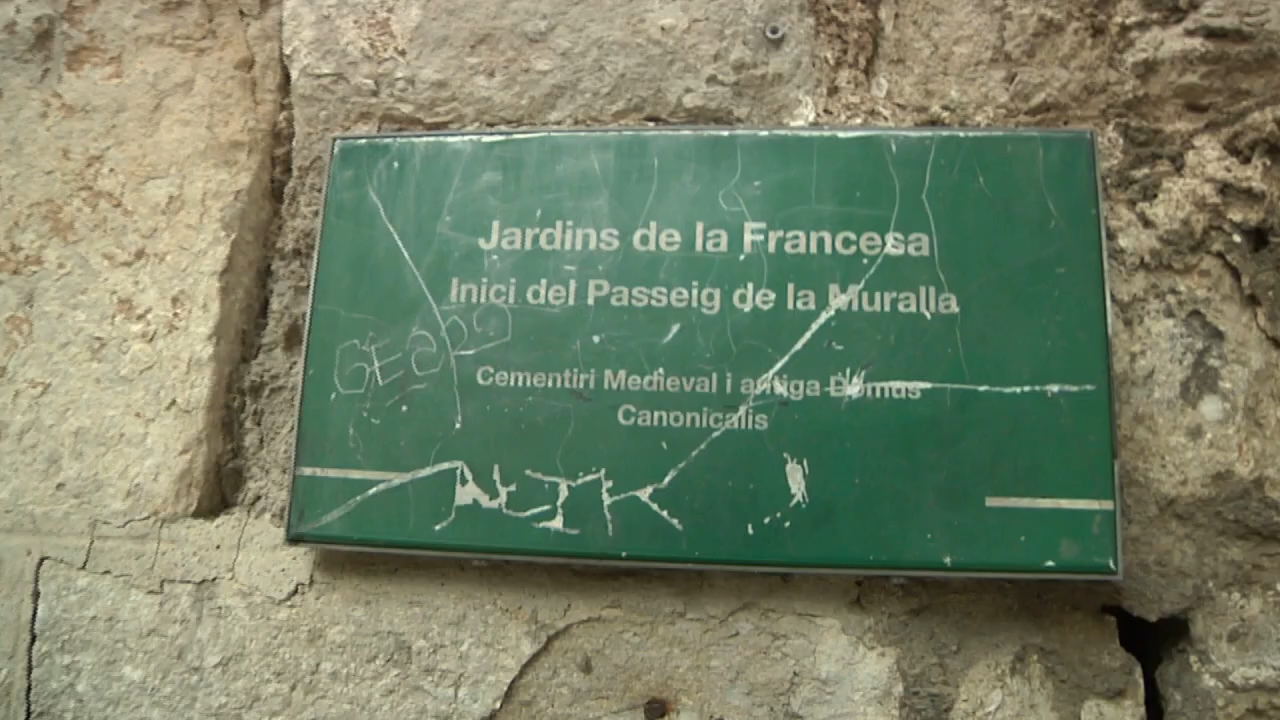 Jardins de la Francesa
Inici del Passeig de la Muralla
Cementiri Medieval i antiga Domus
Canonicalis